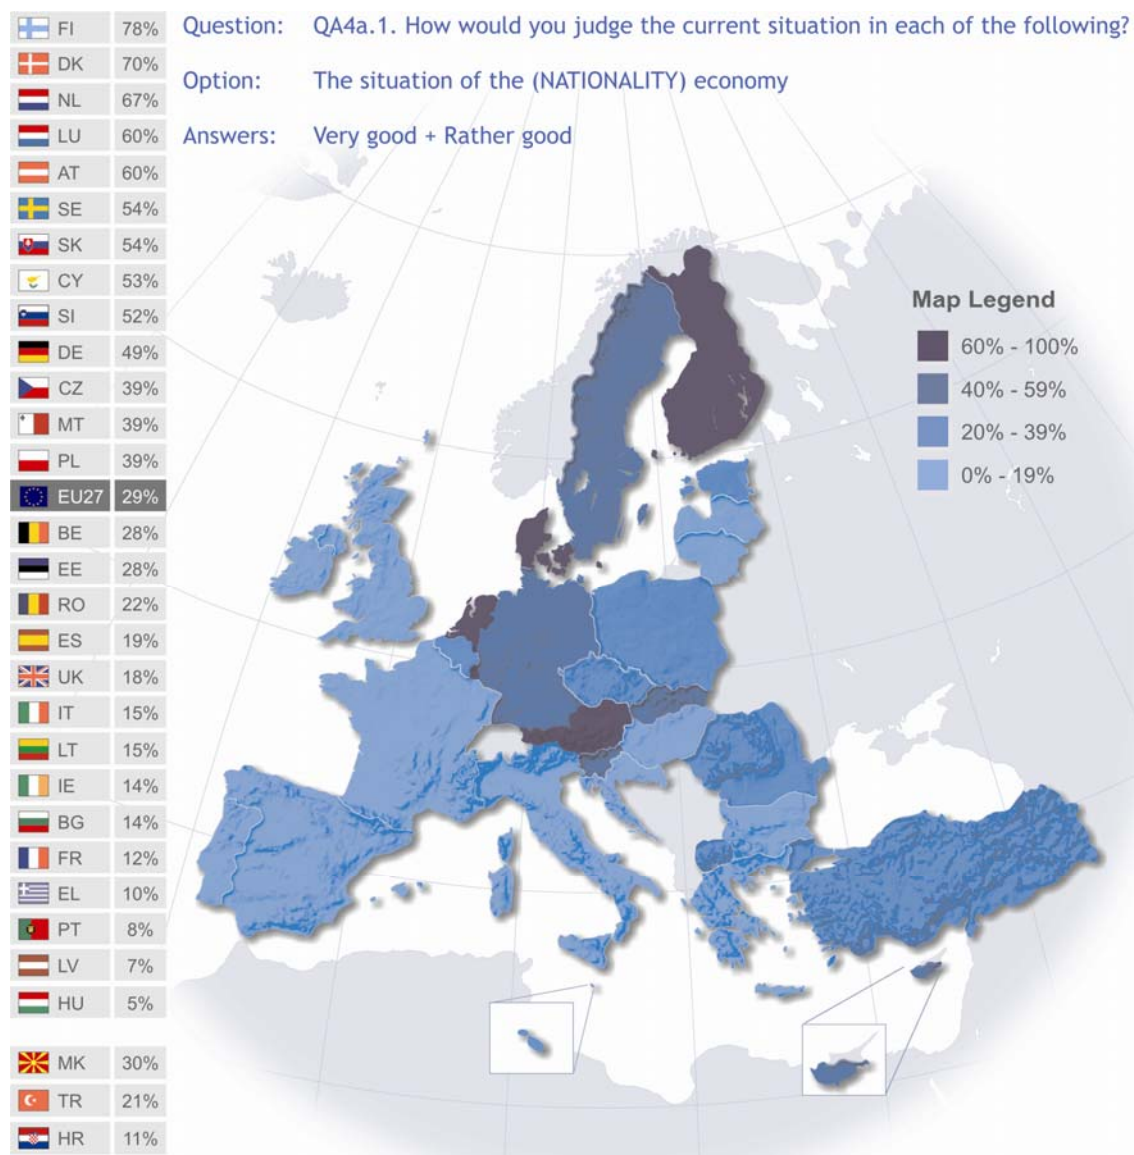 Question: QA4a.1. How would you judge the current situation in each of the following?
Option: The situation of the (NATIONALITY) economy
Answers: Very good + Rather good
FI 78%
DK 70%
NL 67%
LU 60%
AT 60%
SE 54%
SK 54%
CY 53%
SI 52%
DE 49%
CZ 39%
MT 39%
PL 39%
EU27 29%
BE 28%
EE 28%
RO 22%
ES 19%
UK 18%
IT 15%
LT 15%
IE 14%
BG 14%
FR 12%
EL 10%
PT 8%
LV 7%
HU 5%
MK 30%
TR 21%
HR 11%
Map Legend
60% - 100%
40% - 59%
20% - 39%
0% - 19%